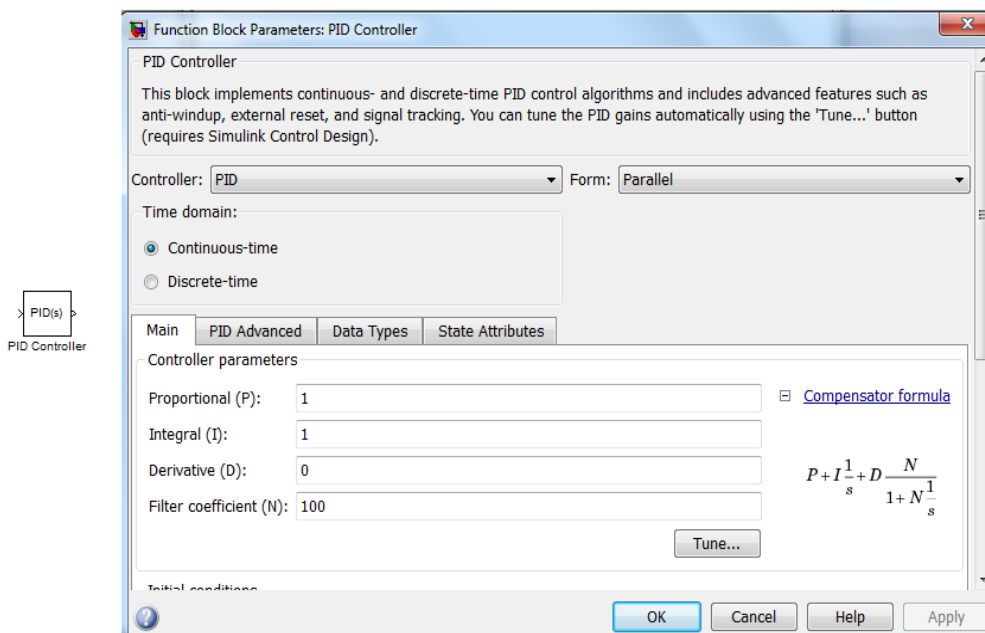 Function Block Parameters: PID Controller
PID Controller
This block implements continuous- and discrete-time PID control algorithms and includes advanced features such as
anti-windup, external reset, and signal tracking. You can tune the PID gains automatically using the 'Tune...' button
(requires Simulink Control Design).
Controller: PID Form: Parallel
Time domain:
Continuous-time
Discrete-time
PID(s)
PID Controller
Main PID Advanced Data Types State Attributes
Controller parameters
Proportional (P): 1
Compensator formula
Integral (I): 1
Derivative (D): 0
P+I 1/s + D N/(1+N 1/s)
Filter coefficient (N): 100
Tune...
Initial conditions
OK Cancel Help Apply